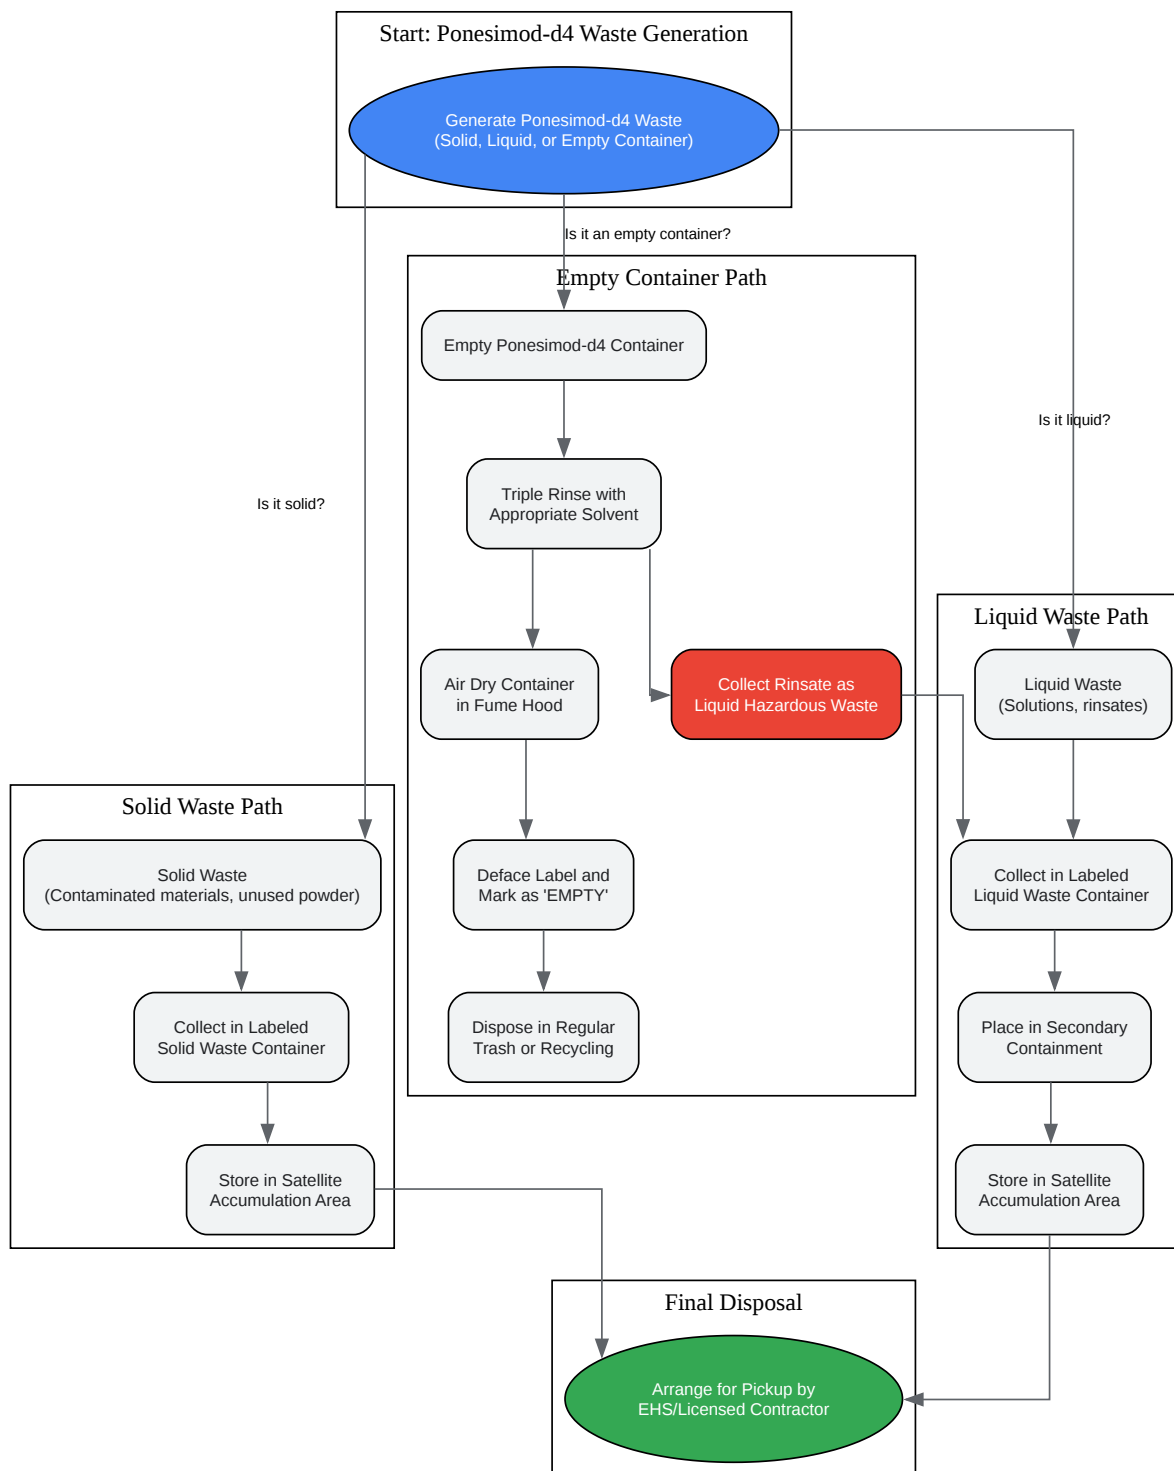 Start: Ponesimod-d4 Waste Generation
Generate Ponesimod-d4 Waste
(Solid, Liquid, or Empty Container)
Is it an empty container?
Empty Container Path
Empty Ponesimod-d4 Container
Is it liquid?
Is it solid?
Triple Rinse with
Appropriate Solvent
Liquid Waste Path
Air Dry Container
in Fume Hood
Collect Rinsate as
Liquid Hazardous Waste
Liquid Waste
(Solutions, rinsates)
Solid Waste Path
Solid Waste
(Contaminated materials, unused powder)
Deface Label and
Mark as 'EMPTY'
Collect in Labeled
Liquid Waste Container
Collect in Labeled
Solid Waste Container
Dispose in Regular
Trash or Recycling
Place in Secondary
Containment
Store in Satellite
Accumulation Area
Store in Satellite
Accumulation Area
Final Disposal
Arrange for Pickup by
EHS/Licensed Contractor